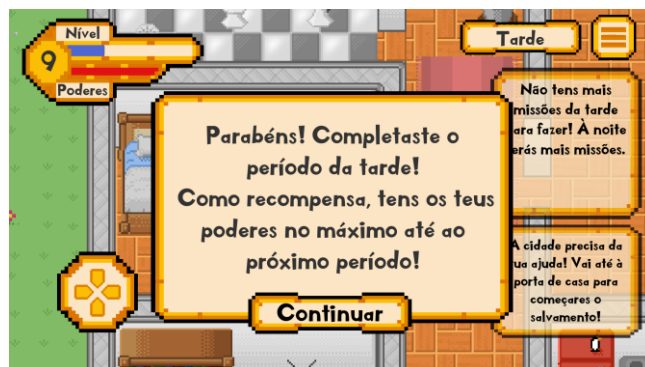 Nível
9
Poderes
Tarde
Parabéns! Completaste o
período da tarde!
Como recompensa, tens os teus
poderes no máximo até ao
próximo período!
Continuar
Não tens mais
missões da tarde
para fazer! À noite
terás mais missões.
A cidade precisa da
tua ajuda! Vai até à
porta de casa para
começares o
salvamento!